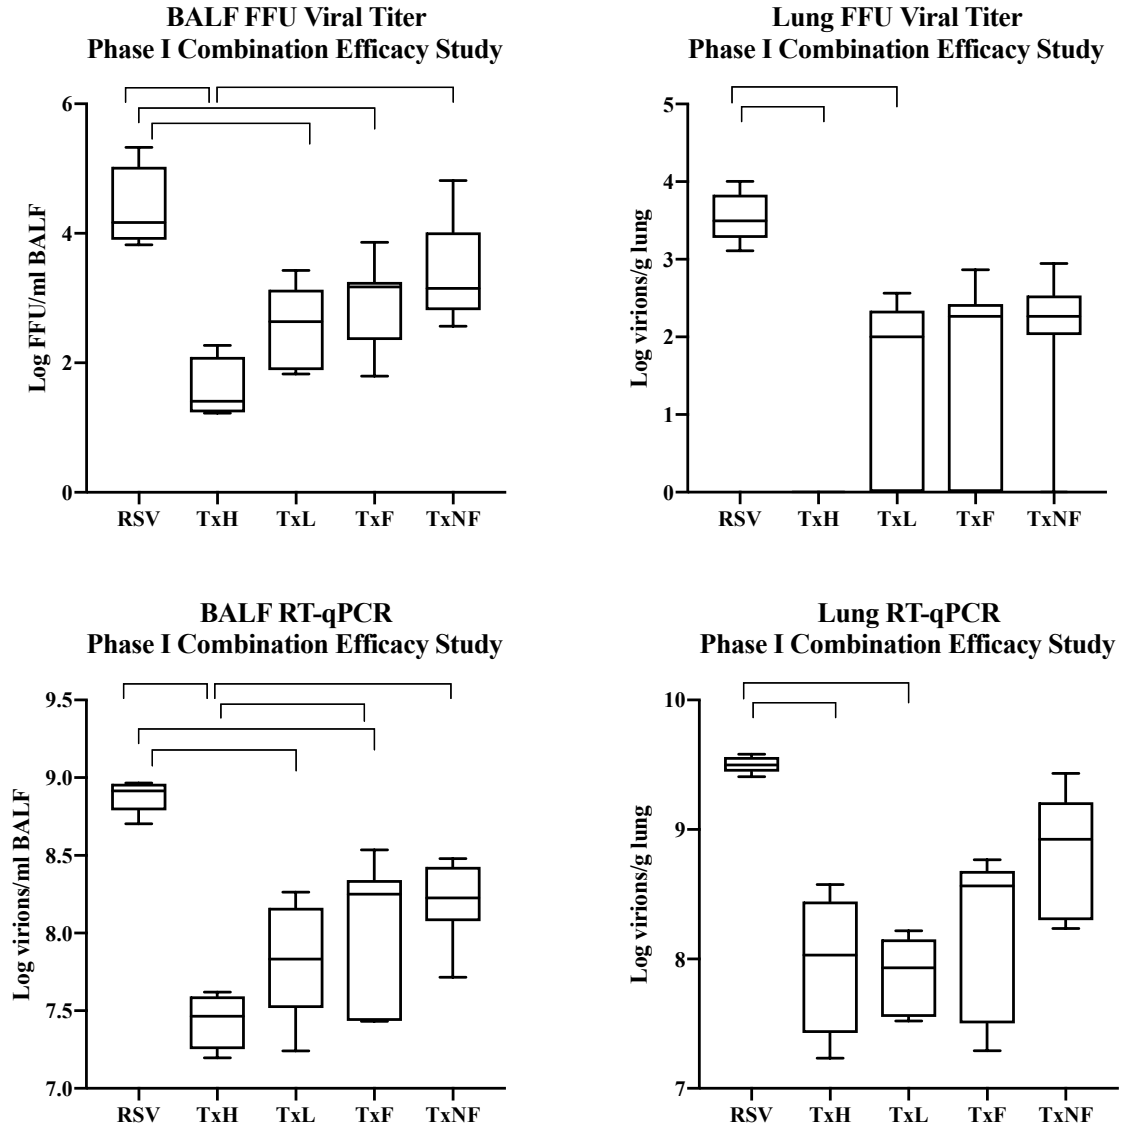 BALF FFU Viral Titer
Phase I Combination Efficacy Study
Log FFU/ml BALF
6
4
2
0
RSV TxH TxL TxF TxNF
Lung FFU Viral Titer
Phase I Combination Efficacy Study
Log virions/g lung
5
4
3
2
1
0
RSV TxH TxL TxF TxNF
BALF RT-qPCR
Phase I Combination Efficacy Study
Log virions/ml BALF
9.5
9.0
8.5
8.0
7.5
7.0
RSV TxH TxL TxF TxNF
Lung RT-qPCR
Phase I Combination Efficacy Study
Log virions/g lung
10
9
8
7
RSV TxH TxL TxF TxNF